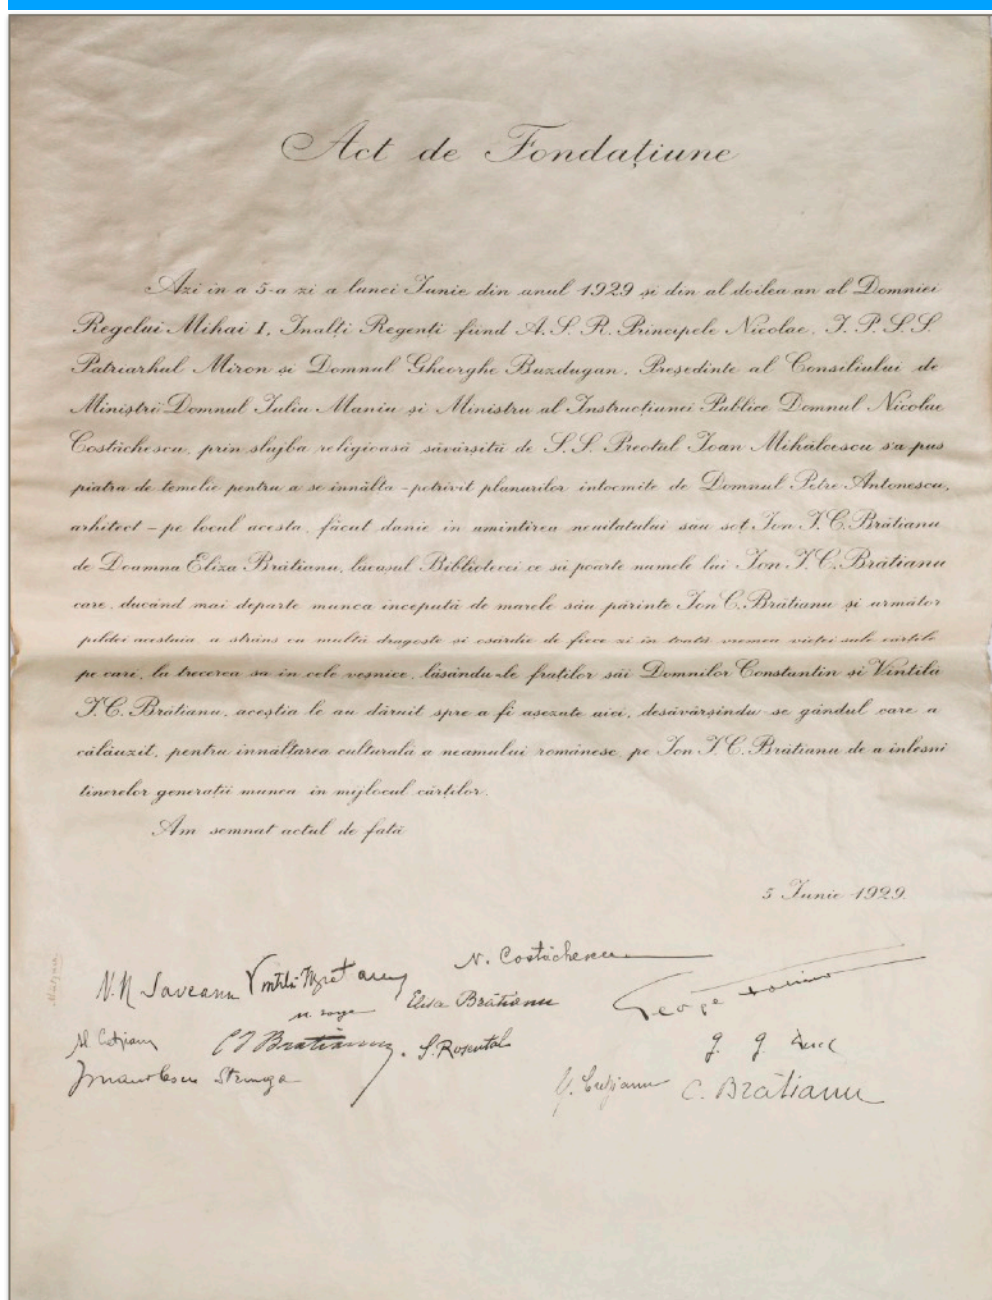 Act de Fondațiune
Azi in a 5-a zi a lunei Iunie din anul 1929 și din al doilea an al Domniei
Regelui Mihai I, Inalți Regenți fiind A. S. R. Principele Nicolae, I. P. S. S.
Patriarhul Miron și Domnul Gheorghe Buzdugan, Președinte al Consiliului de
Miniștri Domnul Iuliu Maniu și Ministru al Instrucțiunei Publice Domnul Nicolae
Costăchescu, prin slujba religioasă săvârșită de S. S. Preotul Ioan Mihălcescu s'a pus
piatra de temelie pentru a se innălta - potrivit planurilor intocmite de Domnul Petre Antonescu,
arhitect - pe locul acesta, făcut danie in amintirea neuitatului său soț Ion I. C. Brătianu
de Doamna Eliza Brătianu, lăcașul Bibliotecei ce să poarte numele lui Ion I. C. Brătianu
care, ducând mai departe munca incepută de marele său părinte Ion C. Brătianu și următor
pildei acestuia, a strâns cu multă dragoste și osârdie de fiece zi in toată vremea vieței sale cărțile
pe cari, la trecerea sa in cele veșnice, lăsându-le fraților săi Domnilor Constantin și Vintilă
I. C. Brătianu, aceștia le au dăruit spre a fi așezate aici, desăvârșindu-se gândul care a
călăuzit, pentru innălțarea culturală a neamului românesc, pe Ion I. C. Brătianu de a inlesni
tinerelor generații munca in mijlocul cărților.
Am semnat actul de față
5 Iunie 1929.
N. Costăchescu
N. N. Saveanu
Elisa Brătianu
C I Bratianu
S. Rosental
C. Brătianu